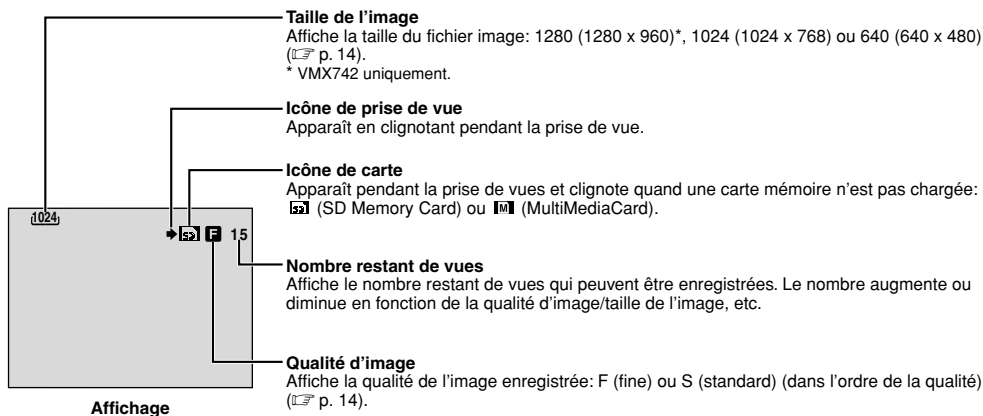 Taille de l'image
Affiche la taille du fichier image: 1280 (1280 x 960)*, 1024 (1024 x 768) ou 640 (640 x 480)
(☞ p. 14).
* VMX742 uniquement.
Icône de prise de vue
Apparaît en clignotant pendant la prise de vue.
Icône de carte
Apparaît pendant la prise de vues et clignote quand une carte mémoire n'est pas chargée:
SD (SD Memory Card) ou M (MultiMediaCard).
1024
SD F 15
Nombre restant de vues
Affiche le nombre restant de vues qui peuvent être enregistrées. Le nombre augmente ou
diminue en fonction de la qualité d'image/taille de l'image, etc.
Qualité d'image
Affiche la qualité de l'image enregistrée: F (fine) ou S (standard) (dans l'ordre de la qualité)
(☞ p. 14).
Affichage